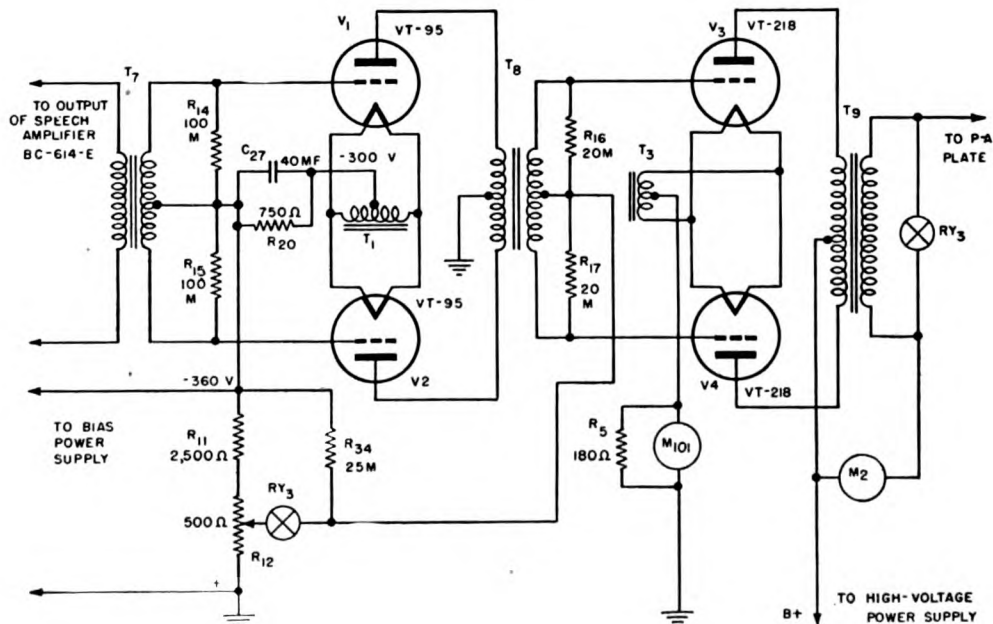 V1
VT-95
V3
VT-218
T7
T8
T9
TO OUTPUT
OF SPEECH
AMPLIFIER
BC-614-E
R14
100
M
C27
40MF
-300 V
R16
20M
T3
TO P-A
PLATE
750Ω
R20
T1
RY3
R15
100
M
R17
20
M
VT-95
V2
V4
VT-218
-360 V
TO BIAS
POWER
SUPPLY
R11
2,500Ω
R34
25M
R5
180Ω
M101
M2
RY3
500Ω
R12
+
B+
TO HIGH-VOLTAGE
POWER SUPPLY